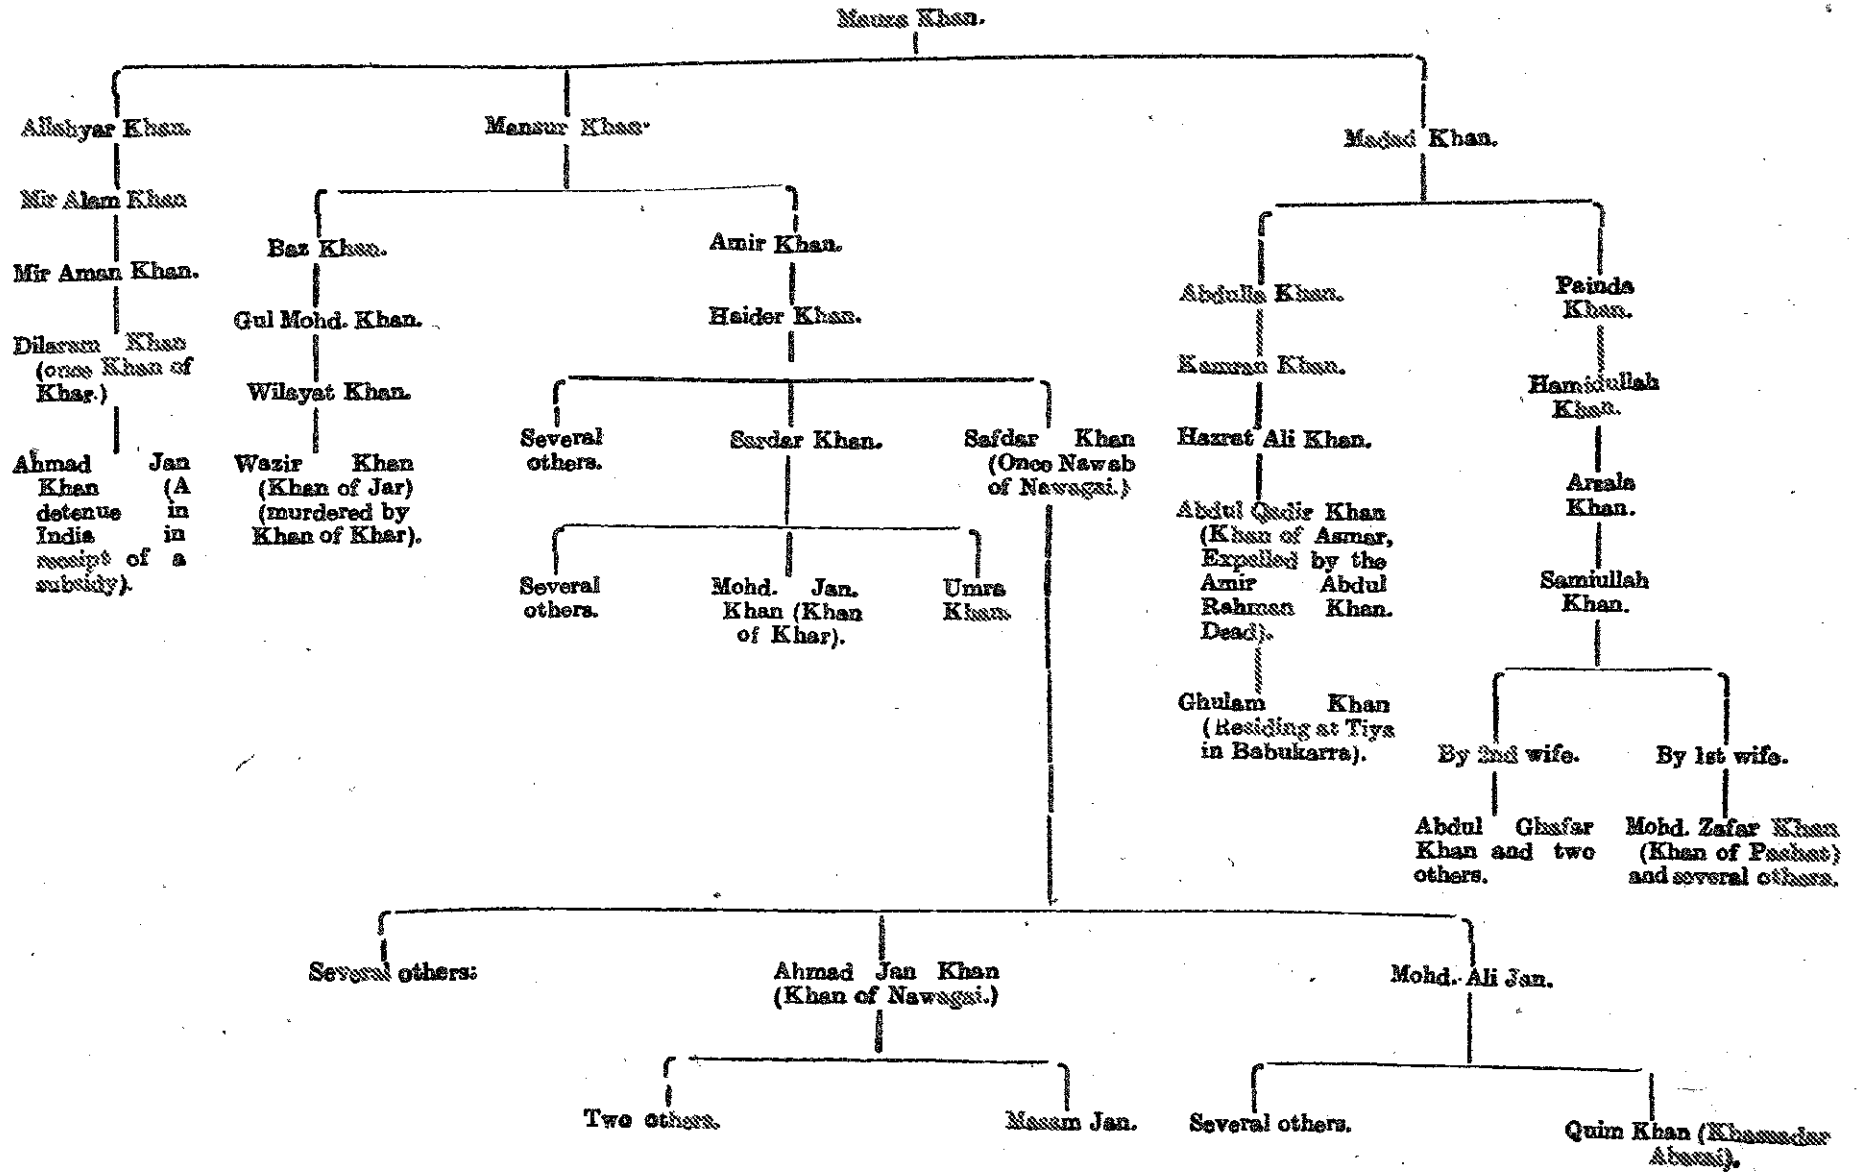 Mauza Khan.
Allahyar Khan.
Mansur Khan.
Madad Khan.
Mir Alam Khan
Mir Aman Khan.
Dilaram Khan
(once Khan of
Khar.)
Ahmad Jan
Khan (A
detenue in
India in
receipt of a
subsidy).
Baz Khan.
Gul Mohd. Khan.
Wilayat Khan.
Wazir Khan
(Khan of Jar)
(murdered by
Khan of Khar).
Amir Khan.
Haider Khan.
Several
others.
Sardar Khan.
Safdar Khan
(Once Nawab
of Nawagai.)
Several
others.
Mohd. Jan.
Khan (Khan
of Khar).
Umra
Khan.
Abdulla Khan.
Kamran Khan.
Hazrat Ali Khan.
Abdul Qadir Khan
(Khan of Asmar,
Expelled by the
Amir Abdul
Rahman Khan.
Dead).
Ghulam Khan
(Residing at Tiya
in Babukarra).
Painda
Khan.
Hamidullah
Khan.
Arsala
Khan.
Samiullah
Khan.
By 2nd wife.
By 1st wife.
Abdul Ghafar
Khan and two
others.
Mohd. Zafar Khan
(Khan of Pashat)
and several others.
Several others:
Ahmad Jan Khan
(Khan of Nawagai.)
Mohd. Ali Jan.
Two others.
Masam Jan.
Several others.
Quim Khan (Khassadar
Abasai).